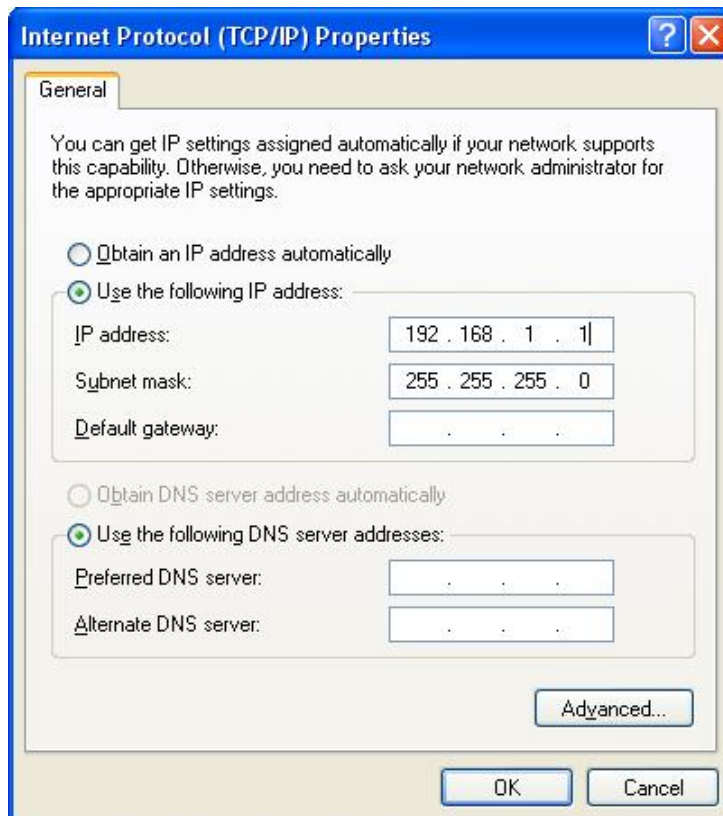 Internet Protocol (TCP/IP) Properties
General
You can get IP settings assigned automatically if your network supports
this capability. Otherwise, you need to ask your network administrator for
the appropriate IP settings.
Obtain an IP address automatically
Use the following IP address:
IP address: 192 . 168 . 1 . 1
Subnet mask: 255 . 255 . 255 . 0
Default gateway: . . .
Obtain DNS server address automatically
Use the following DNS server addresses:
Preferred DNS server: . . .
Alternate DNS server: . . .
Advanced...
OK Cancel